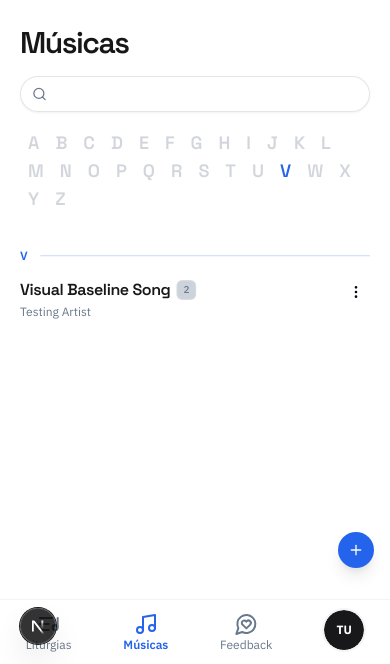 Músicas
A B C D E F G H I J K L
M N O P Q R S T U V W X
Y Z
V
Visual Baseline Song 2
Testing Artist
N
Liturgias Músicas Feedback TU